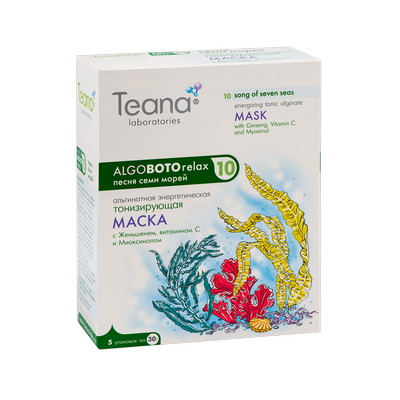 Teana®
laboratories
ALGOBOTOrelax 10
песня семи морей
альгинатная энергетическая
тонизирующая
МАСКА
с Женьшенем, витамином С
и Миоксинолом
5 упаковок по 30
10 song of seven seas
energizing tonic alginate
MASK
with Ginseng, Vitamin C
and Myoxinol